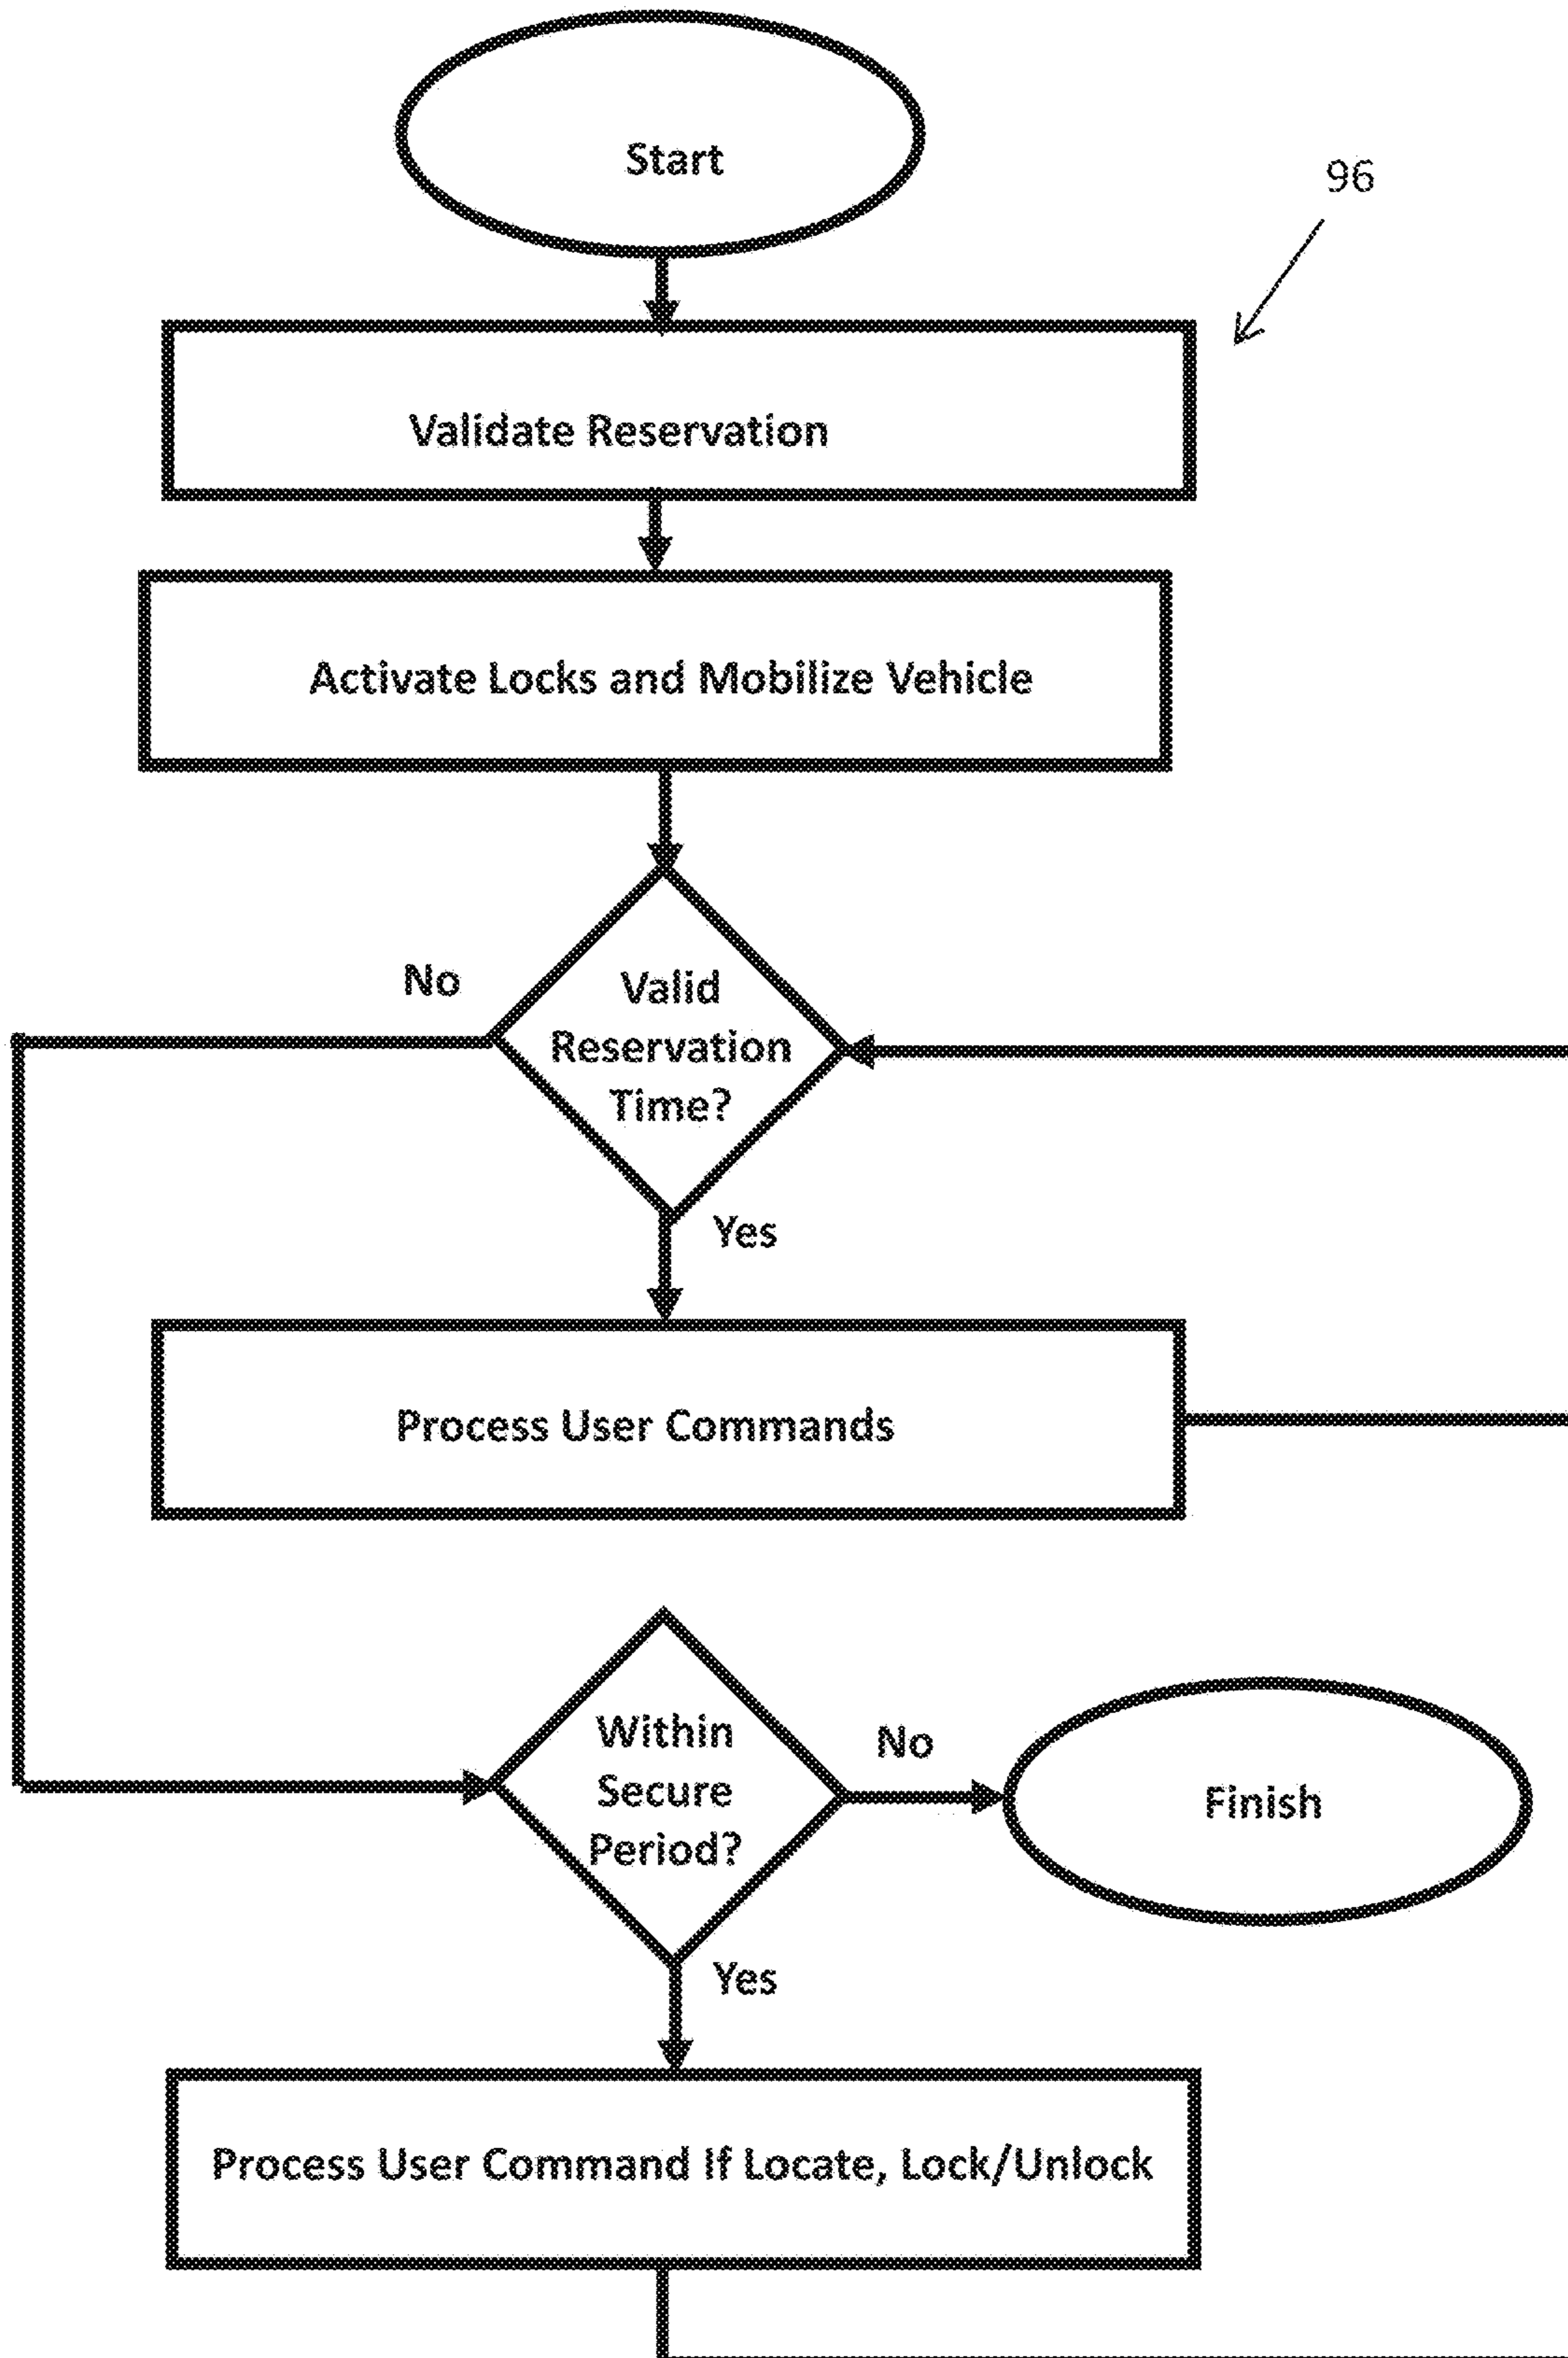 Start
96
Validate Reservation
Activate Locks and Mobilize Vehicle
No
Valid
Reservation
Time?
Yes
Process User Commands
Within
Secure
Period?
No
Finish
Yes
Process User Command If Locate, Lock/Unlock